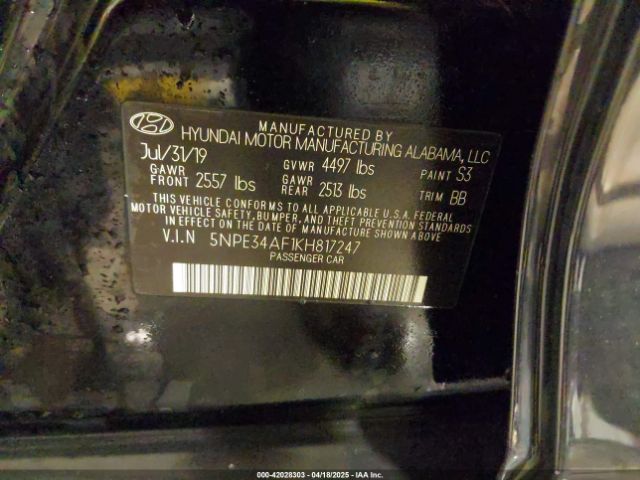 MANUFACTURED BY
HYUNDAI MOTOR MANUFACTURING ALABAMA, LLC
Jul/31/19 GVWR 4497 lbs PAINT S3
GAWR FRONT 2557 lbs GAWR REAR 2513 lbs TRIM BB
THIS VEHICLE CONFORMS TO ALL APPLICABLE U.S.A. FEDERAL
MOTOR VEHICLE SAFETY, BUMPER, AND THEFT PREVENTION STANDARDS
IN EFFECT ON THE DATE OF MANUFACTURE SHOWN ABOVE.
V.I.N 5NPE34AF1KH817247
PASSENGER CAR
000-42028303 - 04/18/2025 - IAA Inc.